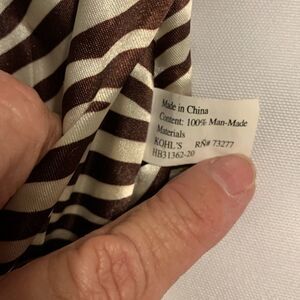 Made in China
Content: 100% Man-Made
Materials
KOHL'S RN# 73277
HB31362-20